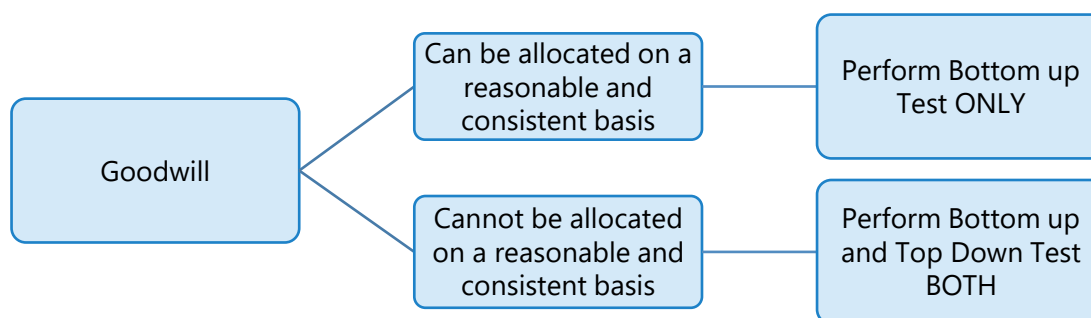 Goodwill
Can be allocated on a
reasonable and
consistent basis
Perform Bottom up
Test ONLY
Cannot be allocated
on a reasonable and
consistent basis
Perform Bottom up
and Top Down Test
BOTH